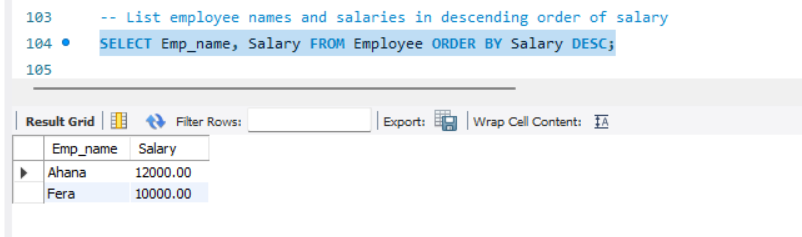 103 -- List employee names and salaries in descending order of salary
104 SELECT Emp_name, Salary FROM Employee ORDER BY Salary DESC;
105
Result Grid Filter Rows: Export: Wrap Cell Content: IA
Emp_name Salary
Ahana 12000.00
Fera 10000.00